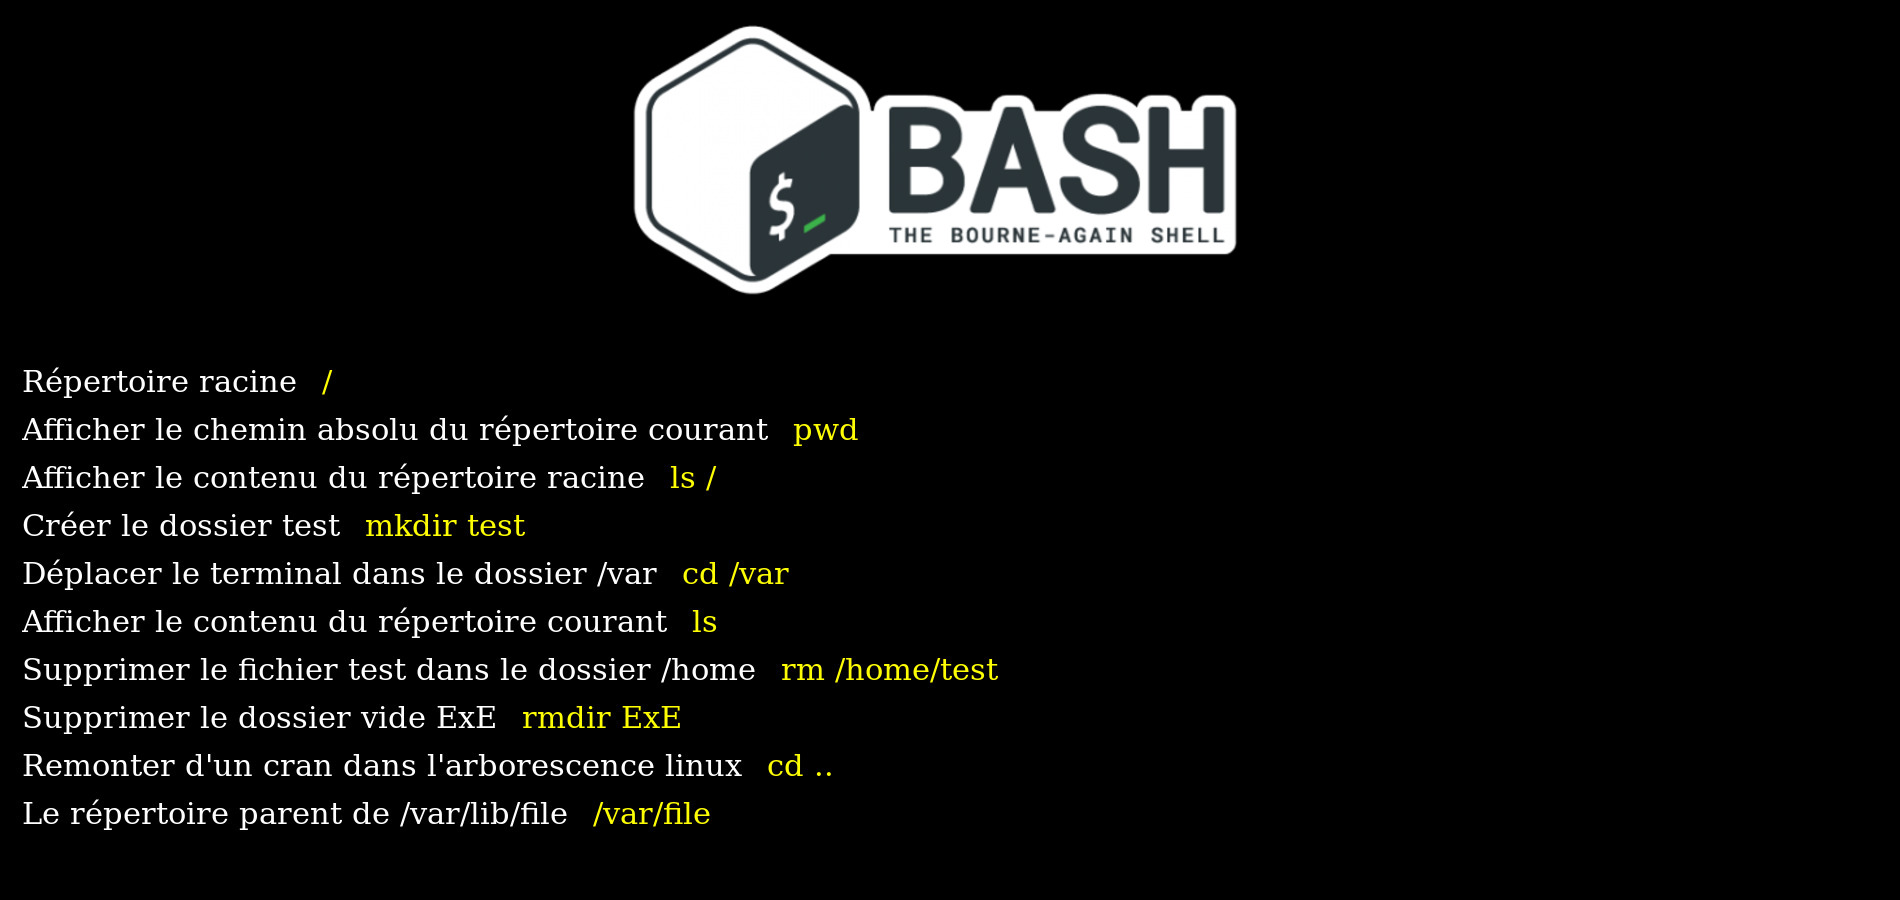 $_
BASH
THE BOURNE-AGAIN SHELL
Répertoire racine /
Afficher le chemin absolu du répertoire courant pwd
Afficher le contenu du répertoire racine ls /
Créer le dossier test mkdir test
Déplacer le terminal dans le dossier /var cd /var
Afficher le contenu du répertoire courant ls
Supprimer le fichier test dans le dossier /home rm /home/test
Supprimer le dossier vide ExE rmdir ExE
Remonter d'un cran dans l'arborescence linux cd ..
Le répertoire parent de /var/lib/file /var/file